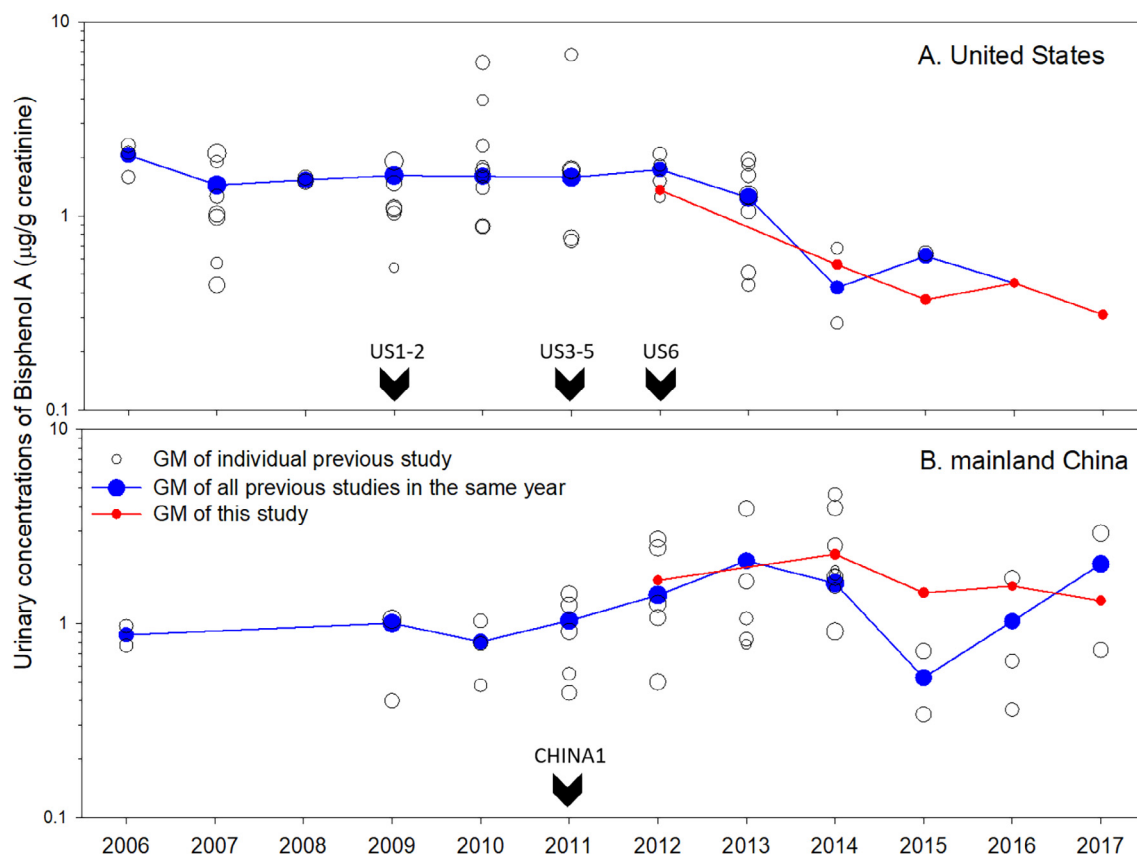 Urinary concentrations of Bisphenol A (µg/g creatinine)
10
A. United States
1
US1-2
US3-5
US6
0.1
10
GM of individual previous study
B. mainland China
GM of all previous studies in the same year
GM of this study
1
CHINA1
0.1
2006 2007 2008 2009 2010 2011 2012 2013 2014 2015 2016 2017